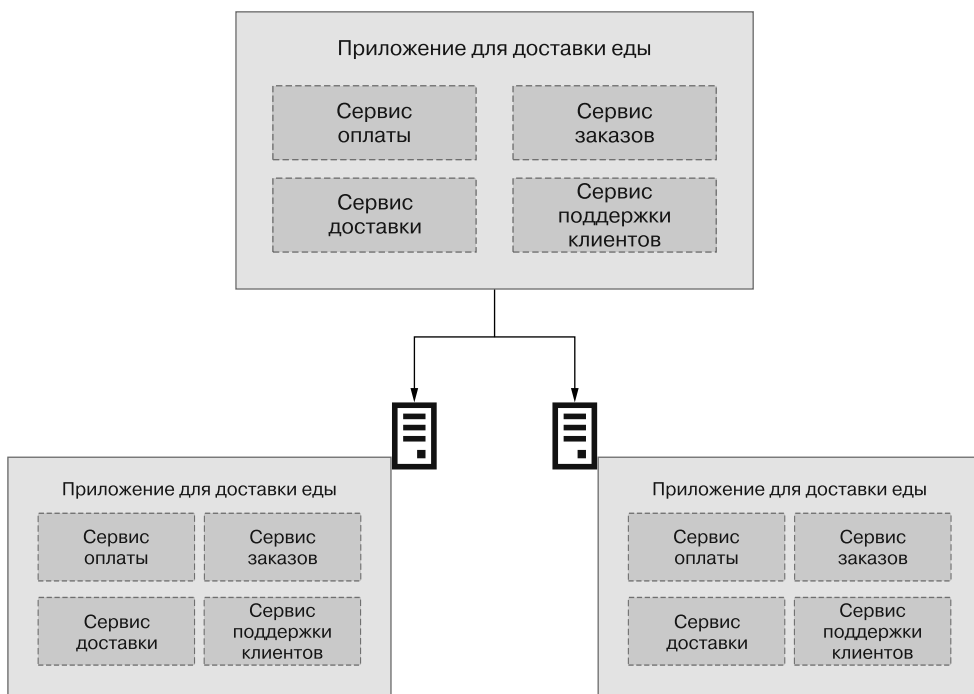 Приложение для доставки еды
Сервис
оплаты
Сервис
заказов
Сервис
доставки
Сервис
поддержки
клиентов
Приложение для доставки еды
Сервис
оплаты
Сервис
заказов
Сервис
доставки
Сервис
поддержки
клиентов
Приложение для доставки еды
Сервис
оплаты
Сервис
заказов
Сервис
доставки
Сервис
поддержки
клиентов